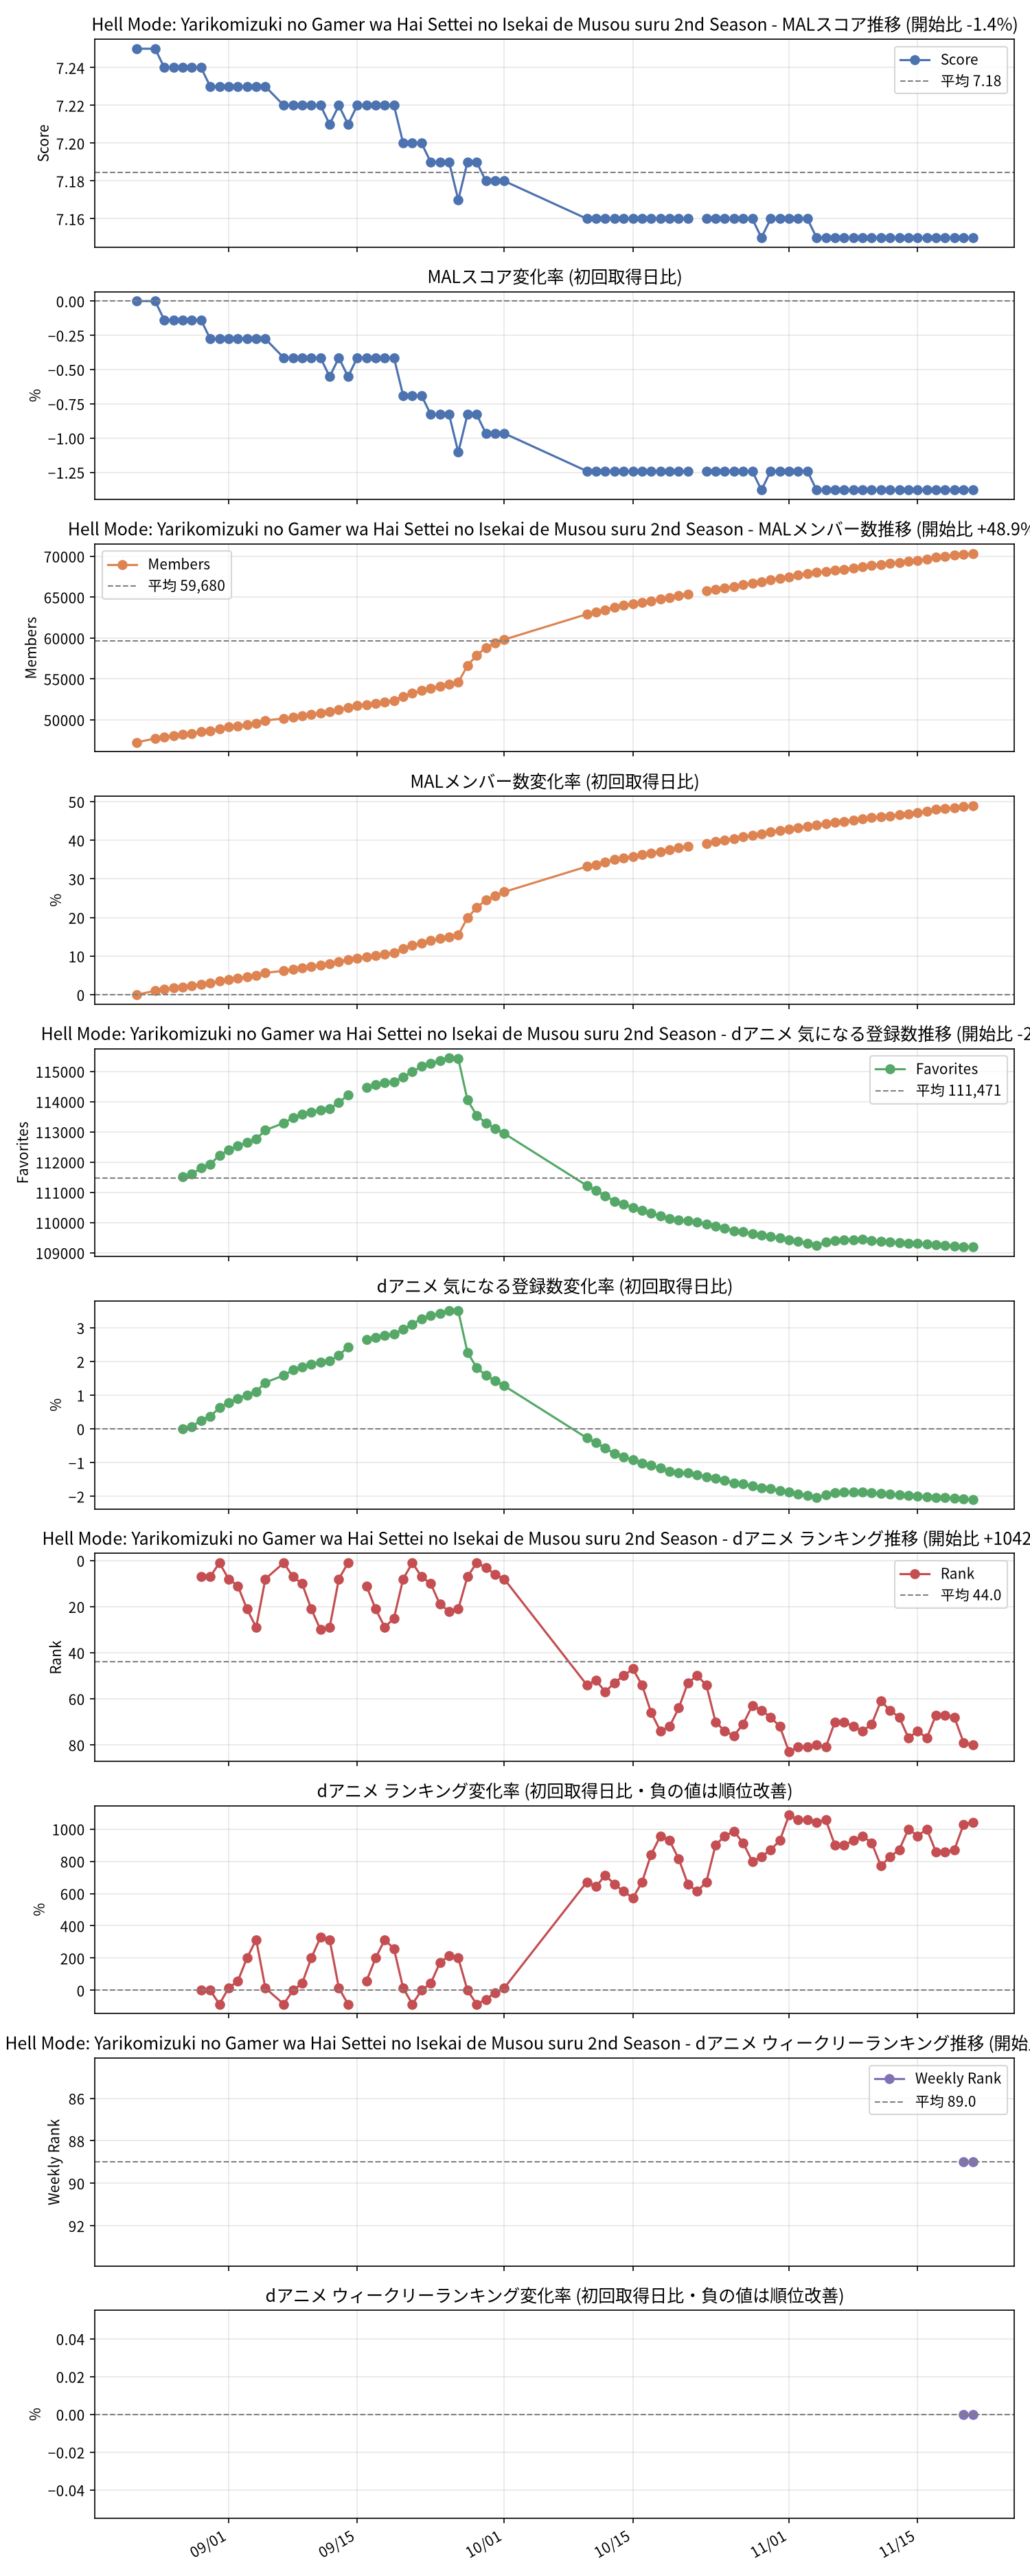 Hell Mode: Yarikomizuki no Gamer wa Hai Settei no Isekai de Musou suru 2nd Season - MALスコア推移 (開始比 -1.4%)
Score
平均 7.18
7.24
7.22
7.20
7.18
7.16
Score
MALスコア変化率 (初回取得日比)
0.00
−0.25
−0.50
−0.75
−1.00
−1.25
%
Hell Mode: Yarikomizuki no Gamer wa Hai Settei no Isekai de Musou suru 2nd Season - MALメンバー数推移 (開始比 +48.9%
Members
平均 59,680
70000
65000
60000
55000
50000
Members
MALメンバー数変化率 (初回取得日比)
50
40
30
20
10
0
%
Hell Mode: Yarikomizuki no Gamer wa Hai Settei no Isekai de Musou suru 2nd Season - dアニメ 気になる登録数推移 (開始比 -2
Favorites
平均 111,471
115000
114000
113000
112000
111000
110000
109000
Favorites
dアニメ 気になる登録数変化率 (初回取得日比)
3
2
1
0
−1
−2
%
Hell Mode: Yarikomizuki no Gamer wa Hai Settei no Isekai de Musou suru 2nd Season - dアニメ ランキング推移 (開始比 +1042
Rank
平均 44.0
0
20
40
60
80
Rank
dアニメ ランキング変化率 (初回取得日比・負の値は順位改善)
1000
800
600
400
200
0
%
Hell Mode: Yarikomizuki no Gamer wa Hai Settei no Isekai de Musou suru 2nd Season - dアニメ ウィークリーランキング推移 (開始
Weekly Rank
平均 89.0
86
88
90
92
Weekly Rank
dアニメ ウィークリーランキング変化率 (初回取得日比・負の値は順位改善)
0.04
0.02
0.00
−0.02
−0.04
%
09/01
09/15
10/01
10/15
11/01
11/15